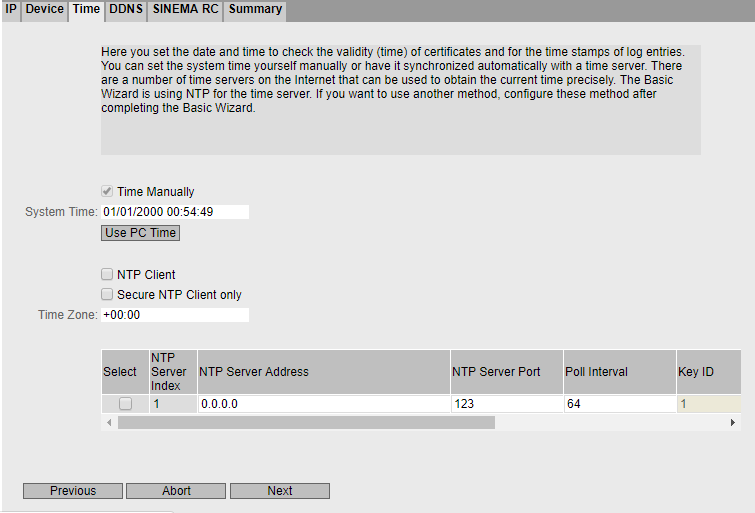 IP Device Time DDNS SINEMA RC Summary
Here you set the date and time to check the validity (time) of certificates and for the time stamps of log entries.
You can set the system time yourself manually or have it synchronized automatically with a time server. There
are a number of time servers on the Internet that can be used to obtain the current time precisely. The Basic
Wizard is using NTP for the time server. If you want to use another method, configure these method after
completing the Basic Wizard.
Time Manually
System Time: 01/01/2000 00:54:49
Use PC Time
NTP Client
Secure NTP Client only
Time Zone: +00:00
Select NTP Server Index NTP Server Address NTP Server Port Poll Interval Key ID
1 0.0.0.0 123 64 1
Previous Abort Next